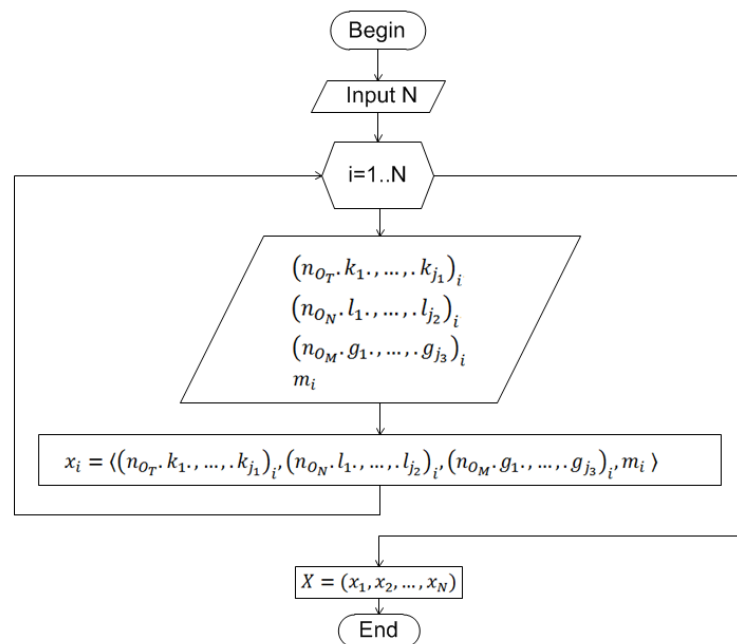 Begin
Input N
i=1..N
(n_{O_T}.k_1.,…,.k_{j_1})_i
(n_{O_N}.l_1.,…,.l_{j_2})_i
(n_{O_M}.g_1.,…,.g_{j_3})_i
m_i
x_i = ⟨(n_{O_T}.k_1.,…,.k_{j_1})_i,(n_{O_N}.l_1.,…,.l_{j_2})_i,(n_{O_M}.g_1.,…,.g_{j_3})_i,m_i ⟩
X = (x_1,x_2,…,x_N)
End